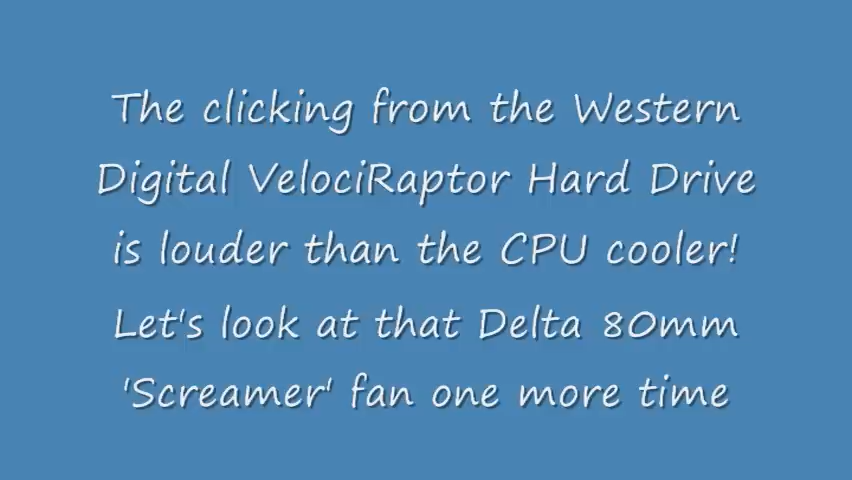 The clicking from the Western
Digital VelociRaptor Hard Drive
is louder than the CPU cooler!
Let's look at that Delta 80mm
'Screamer' fan one more time